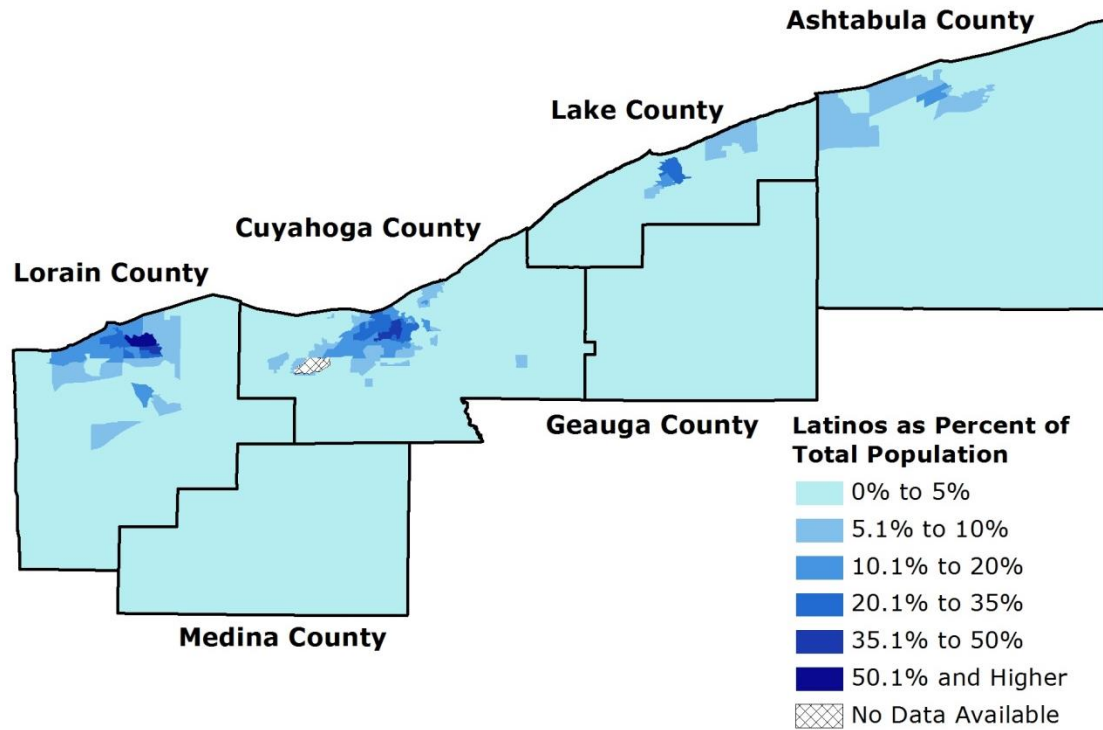 Ashtabula County
Lake County
Cuyahoga County
Lorain County
Geauga County
Medina County
Latinos as Percent of
Total Population
0% to 5%
5.1% to 10%
10.1% to 20%
20.1% to 35%
35.1% to 50%
50.1% and Higher
No Data Available